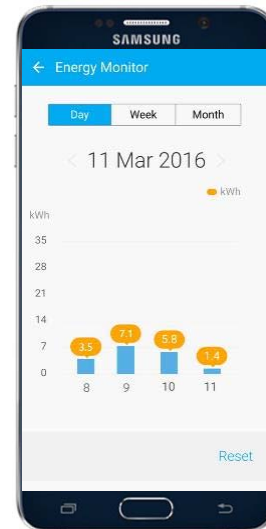 SAMSUNG
Energy Monitor
Day Week Month
11 Mar 2016
kWh
kWh
35
28
21
14
7
0
3.5 7.1 5.8 1.4
8 9 10 11
Reset